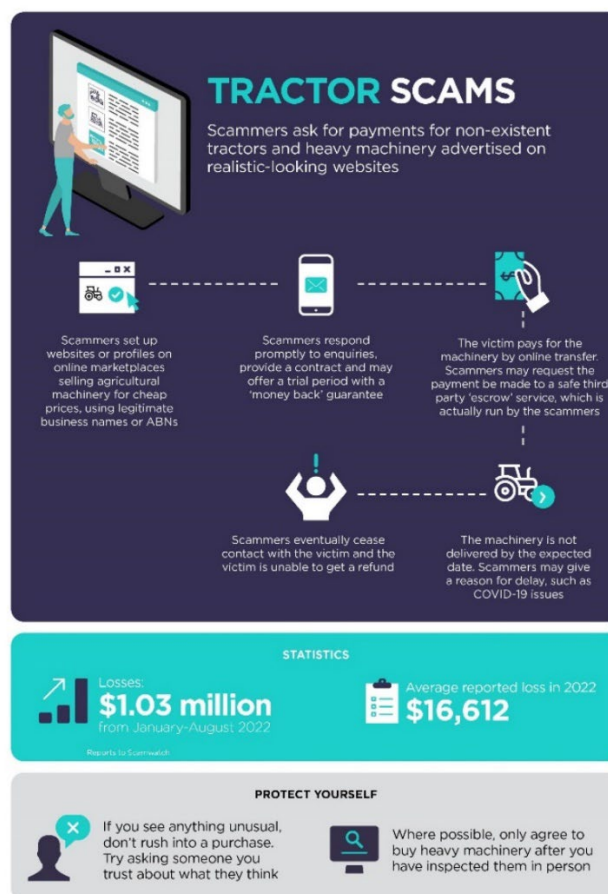 TRACTOR SCAMS
Scammers ask for payments for non-existent
tractors and heavy machinery advertised on
realistic-looking websites
Scammers set up
websites or profiles on
online marketplaces
selling agricultural
machinery for cheap
prices, using legitimate
business names or ABNs
Scammers respond
promptly to enquiries,
provide a contract and may
offer a trial period with a
‘money back’ guarantee
The victim pays for the
machinery by online transfer.
Scammers may request the
payment be made to a safe third
party ‘escrow’ service, which is
actually run by the scammers
Scammers eventually cease
contact with the victim and the
victim is unable to get a refund
The machinery is not
delivered by the expected
date. Scammers may give
a reason for delay, such as
COVID-19 issues
STATISTICS
Losses:
$1.03 million
from January-August 2022
Reports to Scamwatch
Average reported loss in 2022
$16,612
PROTECT YOURSELF
If you see anything unusual,
don’t rush into a purchase.
Try asking someone you
trust about what they think
Where possible, only agree to
buy heavy machinery after you
have inspected them in person